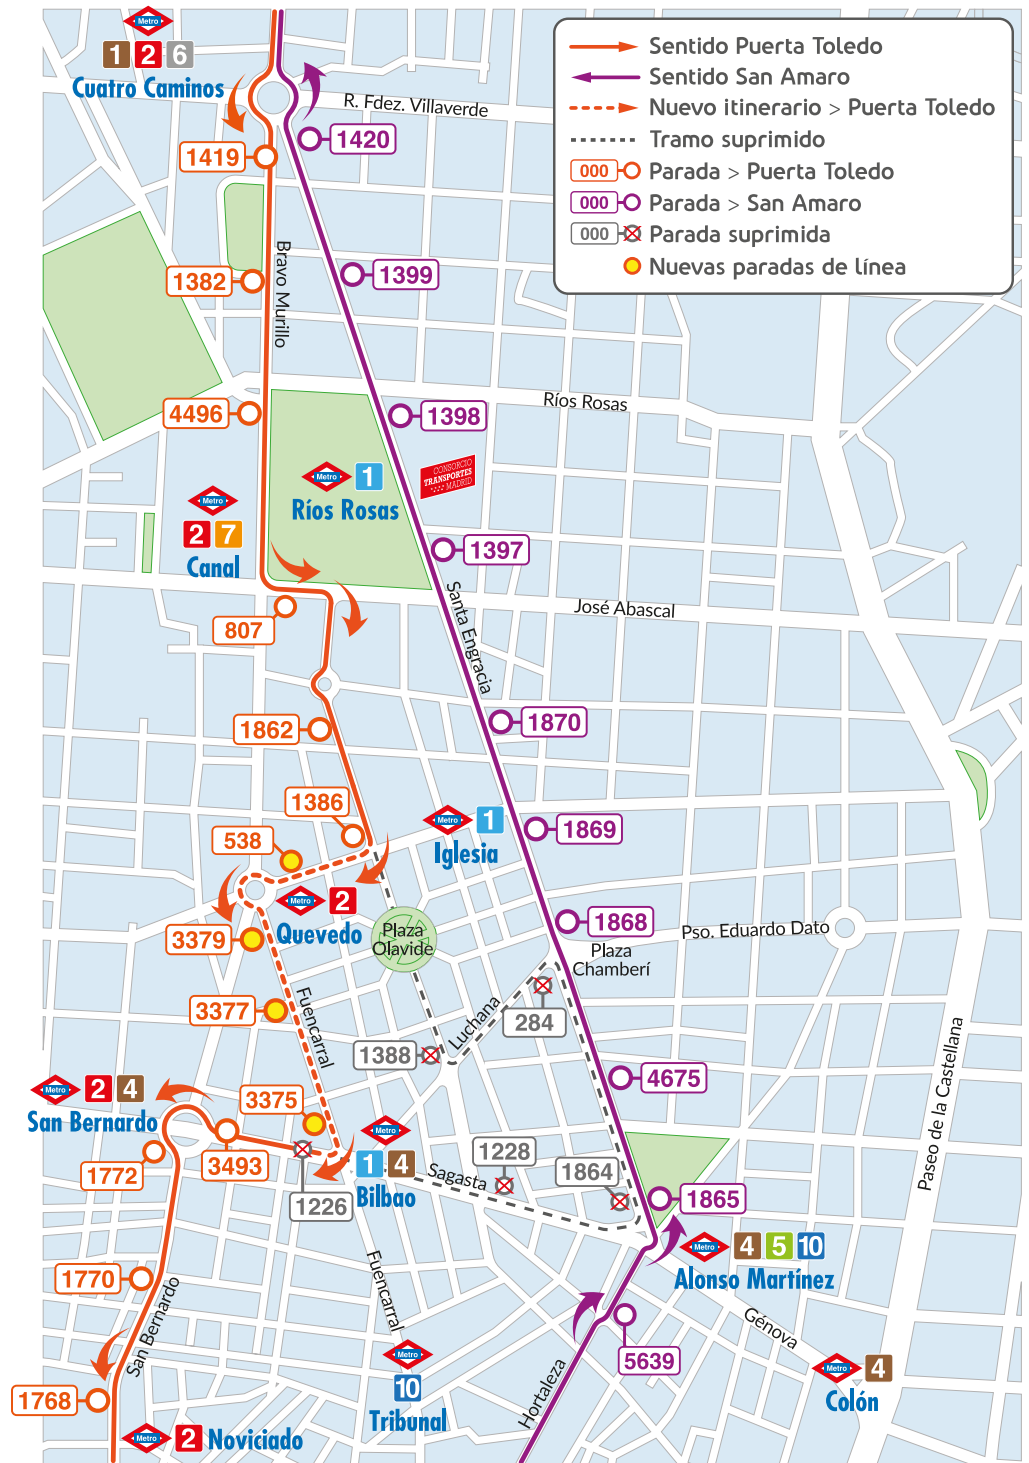 Metro
1 2 6
Cuatro Caminos
Sentido Puerta Toledo
Sentido San Amaro
Nuevo itinerario > Puerta Toledo
Tramo suprimido
000 Parada > Puerta Toledo
000 Parada > San Amaro
000 Parada suprimida
Nuevas paradas de línea
R. Fdez. Villaverde
1420
1419
Bravo Murillo
1382
1399
Ríos Rosas
4496
1398
CONSORCIO
TRANSPORTES
MADRID
Metro 1
Ríos Rosas
Metro
2 7
Canal
1397
Santa Engracia
José Abascal
807
1862
1870
1386
Metro 1
Iglesia
1869
538
Metro 2
Quevedo
3379
Plaza
Olavide
1868
Pso. Eduardo Dato
Plaza
Chamberí
3377
Fuencarral
Luchana
284
1388
4675
Paseo de la Castellana
Metro 2 4
San Bernardo
3375
Metro
1 4
Bilbao
3493
1772
1226
Sagasta
1228
1864
1865
Metro 4 5 10
Alonso Martínez
1770
San Bernardo
Fuencarral
Génova
5639
Hortaleza
Metro
10
Tribunal
Metro 4
Colón
1768
Metro 2 Noviciado